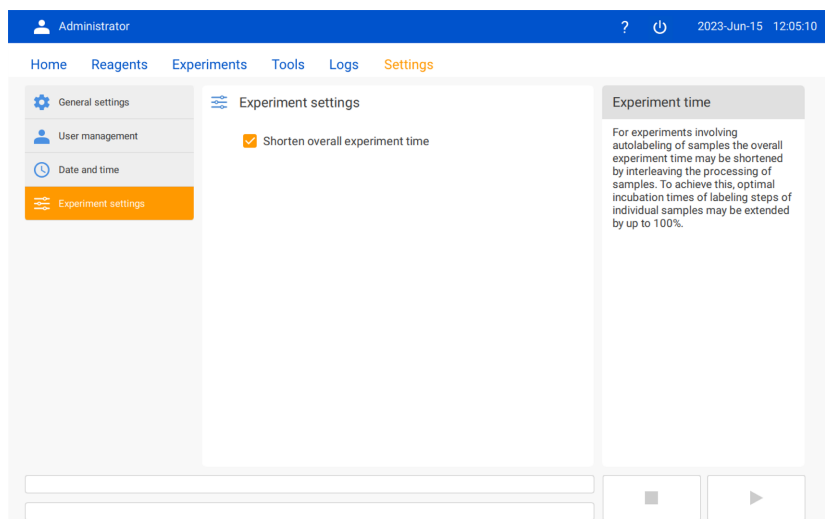 Administrator
? 2023-Jun-15 12:05:10
Home Reagents Experiments Tools Logs Settings
General settings
User management
Date and time
Experiment settings
Experiment settings
Shorten overall experiment time
Experiment time
For experiments involving
autolabeling of samples the overall
experiment time may be shortened
by interleaving the processing of
samples. To achieve this, optimal
incubation times of labeling steps of
individual samples may be extended
by up to 100%.